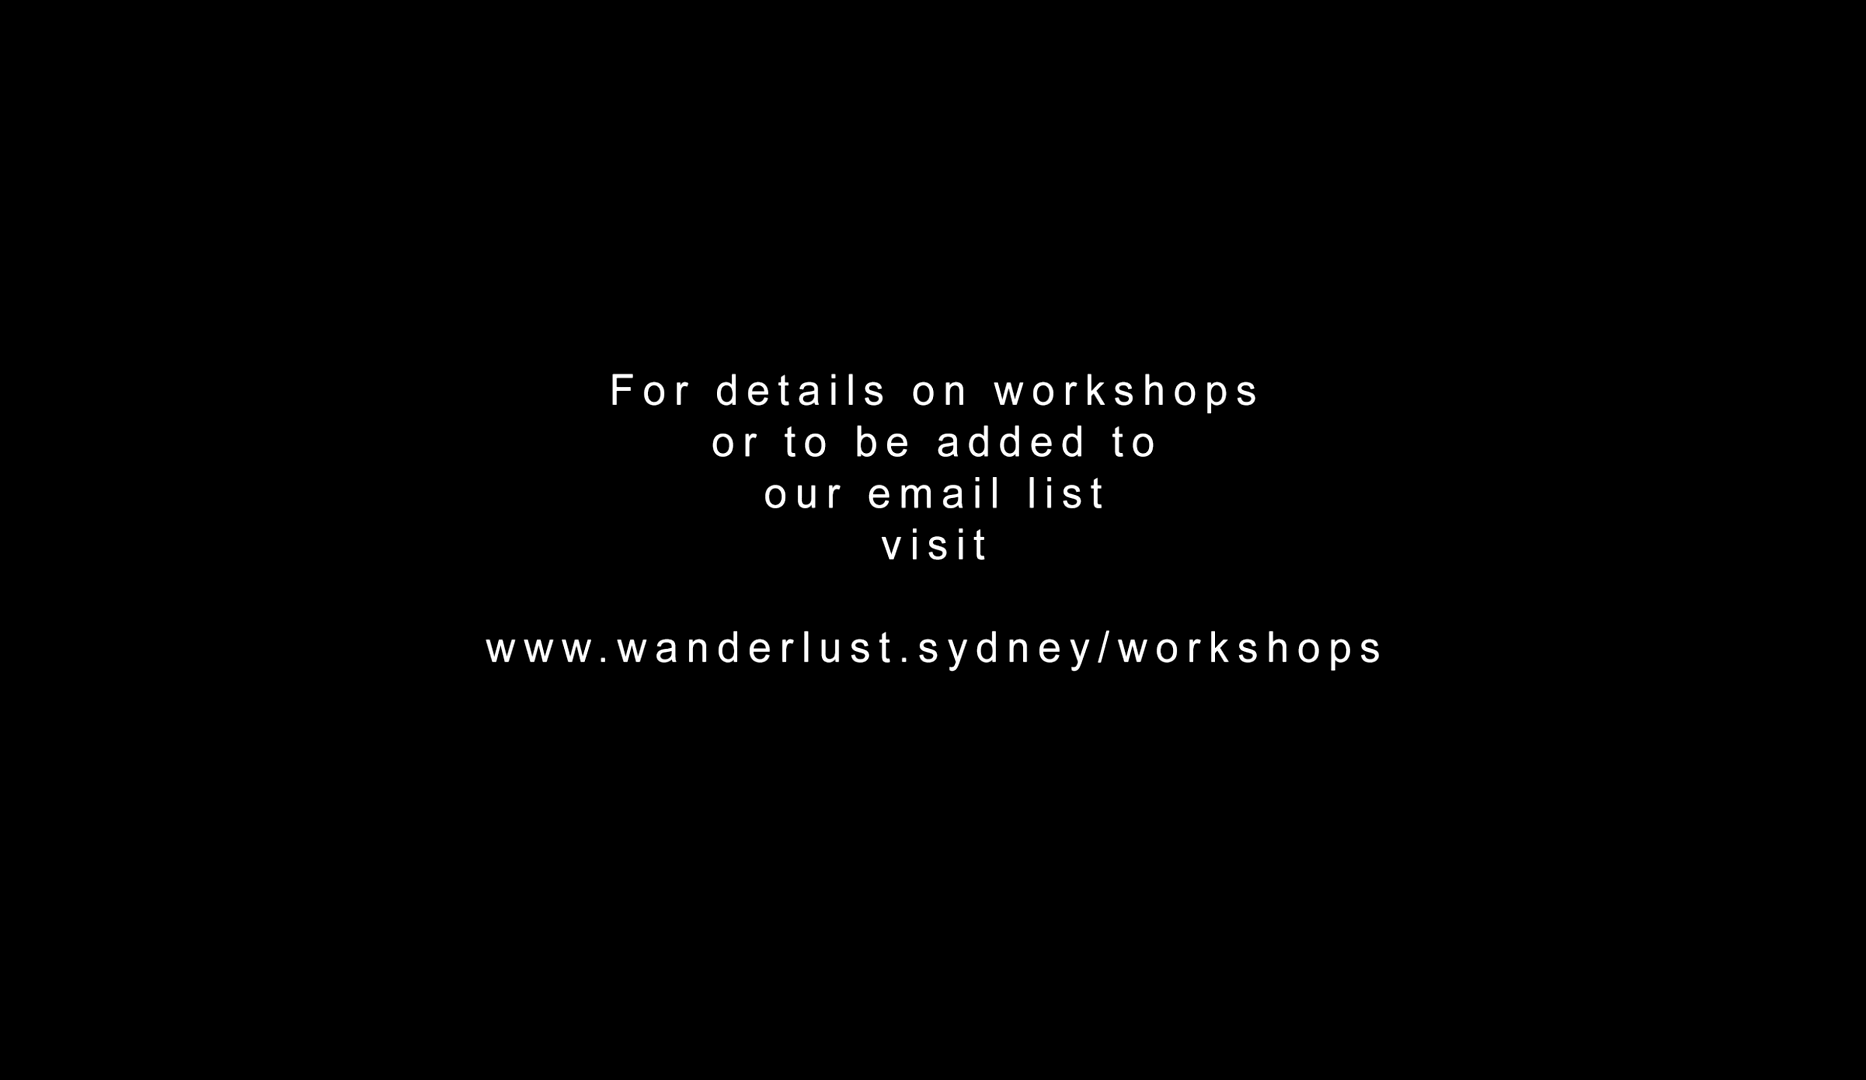 For details on workshops
or to be added to
our email list
visit
www.wanderlust.sydney/workshops